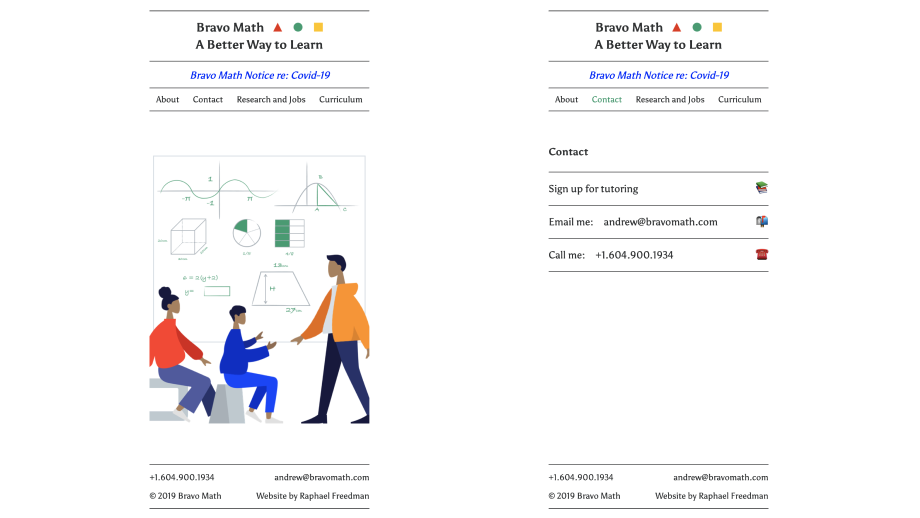 Bravo Math
A Better Way to Learn
Bravo Math Notice re: Covid-19
About Contact Research and Jobs Curriculum
1
-π
π
-1
B
A
C
13cm
H
27cm
= 2(y+2)
y=
+1.604.900.1934 andrew@bravomath.com
© 2019 Bravo Math Website by Raphael Freedman
Bravo Math
A Better Way to Learn
Bravo Math Notice re: Covid-19
About Contact Research and Jobs Curriculum
Contact
Sign up for tutoring
Email me: andrew@bravomath.com
Call me: +1.604.900.1934
+1.604.900.1934 andrew@bravomath.com
© 2019 Bravo Math Website by Raphael Freedman